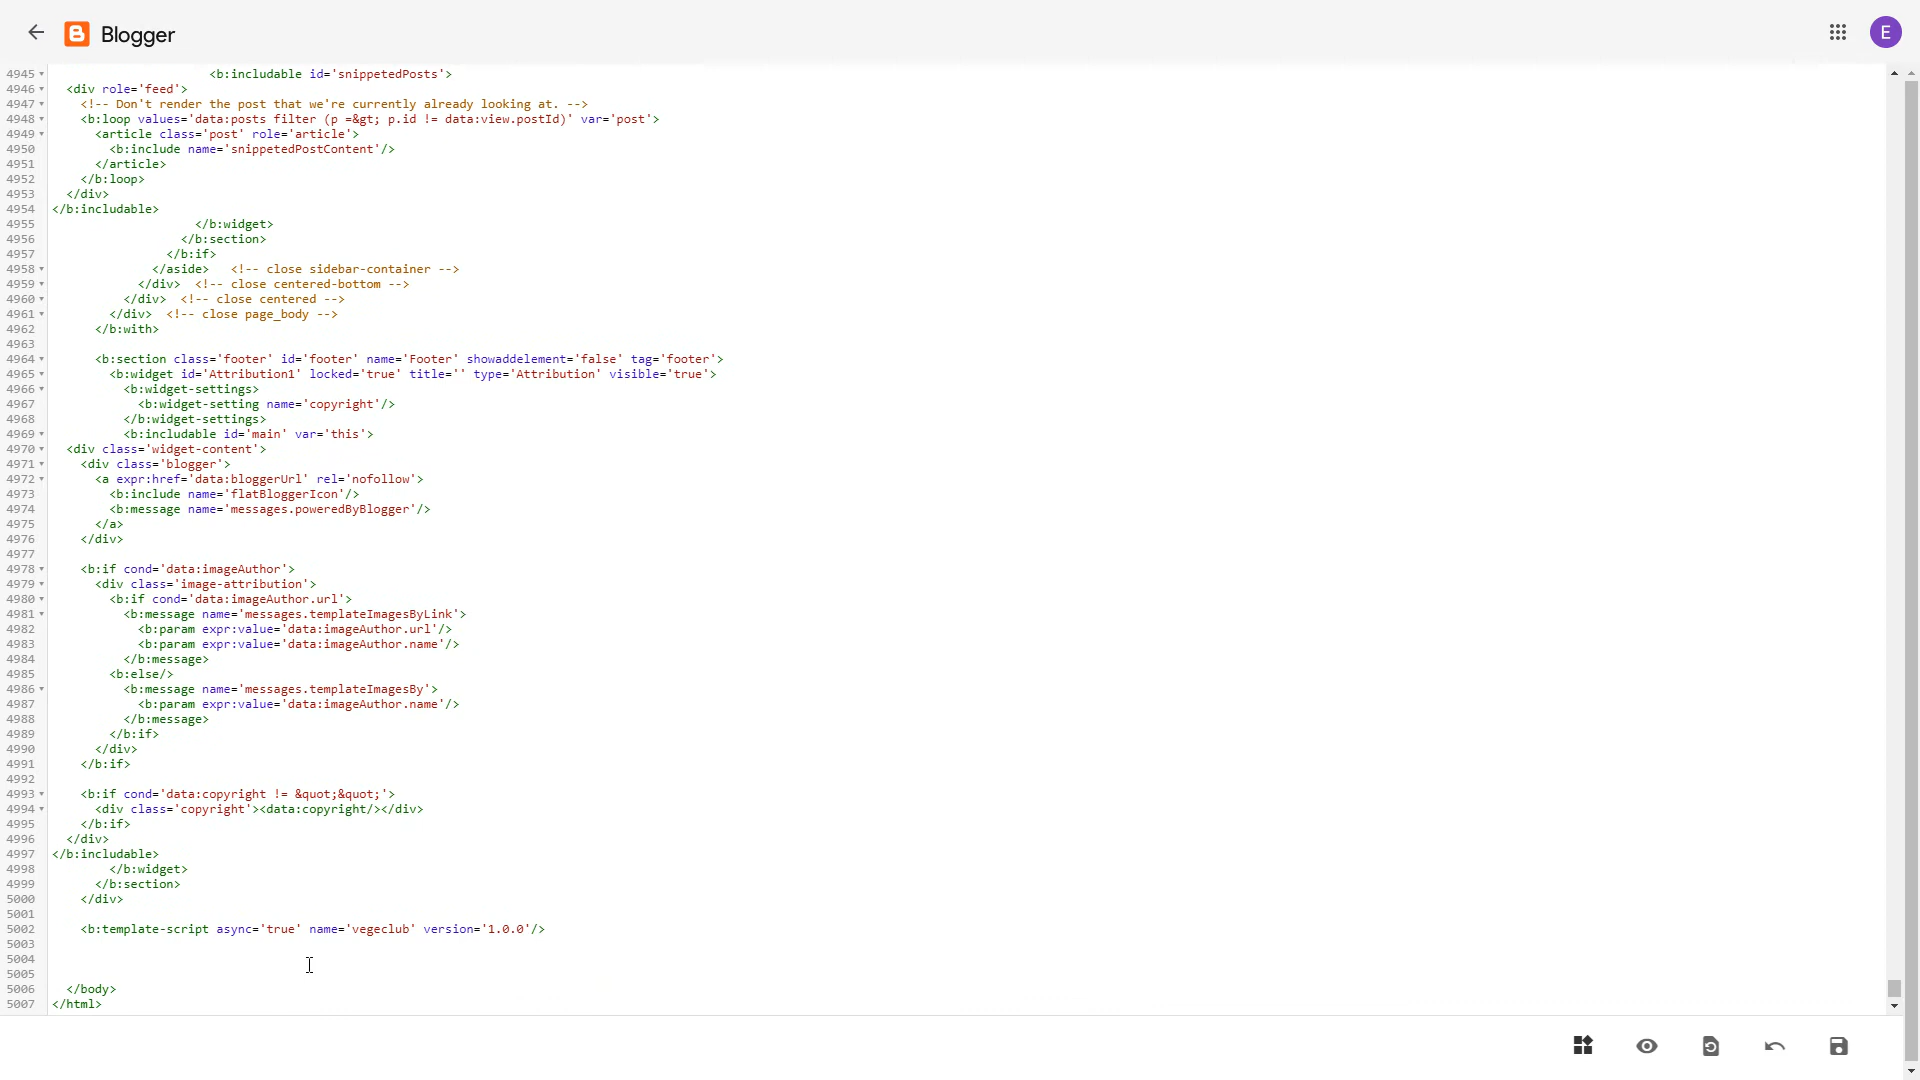 Blogger
E
4945 <b:includable id='snippetedPosts'>
4946 <div role='feed'>
4947 <!-- Don't render the post that we're currently already looking at. -->
4948 <b:loop values='data:posts filter (p =&gt; p.id != data:view.postId)' var='post'>
4949 <article class='post' role='article'>
4950 <b:include name='snippetedPostContent'/>
4951 </article>
4952 </b:loop>
4953 </div>
4954 </b:includable>
4955 </b:widget>
4956 </b:section>
4957 </b:if>
4958 </aside> <!-- close sidebar-container -->
4959 </div> <!-- close centered-bottom -->
4960 </div> <!-- close centered -->
4961 </div> <!-- close page_body -->
4962 </b:with>
4963
4964 <b:section class='footer' id='footer' name='Footer' showaddelement='false' tag='footer'>
4965 <b:widget id='Attribution1' locked='true' title='' type='Attribution' visible='true'>
4966 <b:widget-settings>
4967 <b:widget-setting name='copyright'/>
4968 </b:widget-settings>
4969 <b:includable id='main' var='this'>
4970 <div class='widget-content'>
4971 <div class='blogger'>
4972 <a expr:href='data:bloggerUrl' rel='nofollow'>
4973 <b:include name='flatBloggerIcon'/>
4974 <b:message name='messages.poweredByBlogger'/>
4975 </a>
4976 </div>
4977
4978 <b:if cond='data:imageAuthor'>
4979 <div class='image-attribution'>
4980 <b:if cond='data:imageAuthor.url'>
4981 <b:message name='messages.templateImagesByLink'>
4982 <b:param expr:value='data:imageAuthor.url'/>
4983 <b:param expr:value='data:imageAuthor.name'/>
4984 </b:message>
4985 <b:else/>
4986 <b:message name='messages.templateImagesBy'>
4987 <b:param expr:value='data:imageAuthor.name'/>
4988 </b:message>
4989 </b:if>
4990 </div>
4991 </b:if>
4992
4993 <b:if cond='data:copyright != &quot;&quot;'>
4994 <div class='copyright'><data:copyright/></div>
4995 </b:if>
4996 </div>
4997 </b:includable>
4998 </b:widget>
4999 </b:section>
5000 </div>
5001
5002 <b:template-script async='true' name='vegeclub' version='1.0.0'/>
5003
5004
5005
5006 </body>
5007 </html>